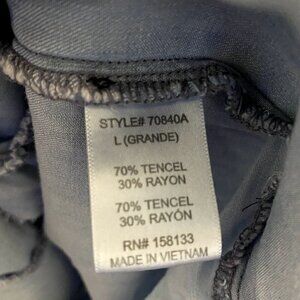 STYLE# 70840A
L (GRANDE)
70% TENCEL
30% RAYON
70% TENCEL
30% RAYÓN
RN# 158133
MADE IN VIETNAM